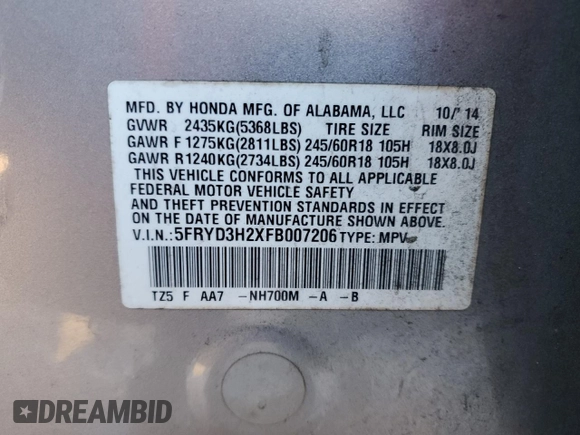 MFD. BY HONDA MFG. OF ALABAMA, LLC 10/'14
GVWR 2435KG(5368LBS) TIRE SIZE RIM SIZE
GAWR F 1275KG(2811LBS) 245/60R18 105H 18X8.0J
GAWR R1240KG(2734LBS) 245/60R18 105H 18X8.0J
THIS VEHICLE CONFORMS TO ALL APPLICABLE
FEDERAL MOTOR VEHICLE SAFETY
AND THEFT PREVENTION STANDARDS IN EFFECT
ON THE DATE OF MANUFACTURE SHOWN ABOVE.
V.I.N.: 5FRYD3H2XFB007206 TYPE: MPV
TZ5 F AA7 -NH700M -A -B
DREAMBID